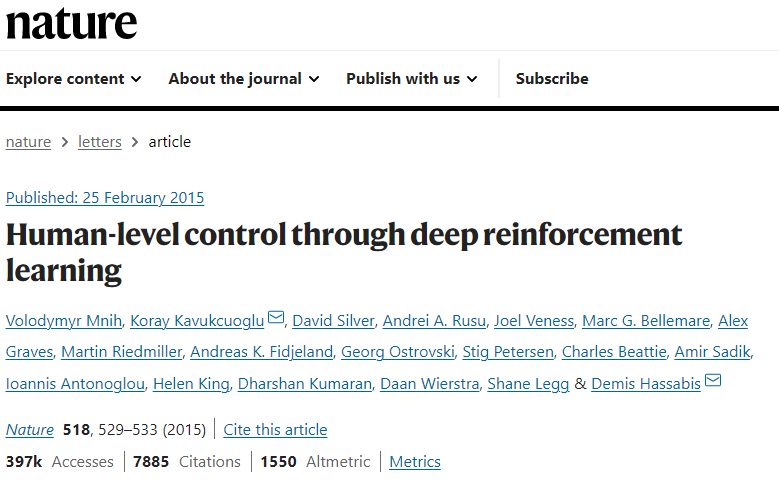 nature
Explore content About the journal Publish with us Subscribe
nature > letters > article
Published: 25 February 2015
Human-level control through deep reinforcement
learning
Volodymyr Mnih, Koray Kavukcuoglu, David Silver, Andrei A. Rusu, Joel Veness, Marc G. Bellemare, Alex
Graves, Martin Riedmiller, Andreas K. Fidjeland, Georg Ostrovski, Stig Petersen, Charles Beattie, Amir Sadik,
Ioannis Antonoglou, Helen King, Dharshan Kumaran, Daan Wierstra, Shane Legg & Demis Hassabis
Nature 518, 529–533 (2015) | Cite this article
397k Accesses | 7885 Citations | 1550 Altmetric | Metrics